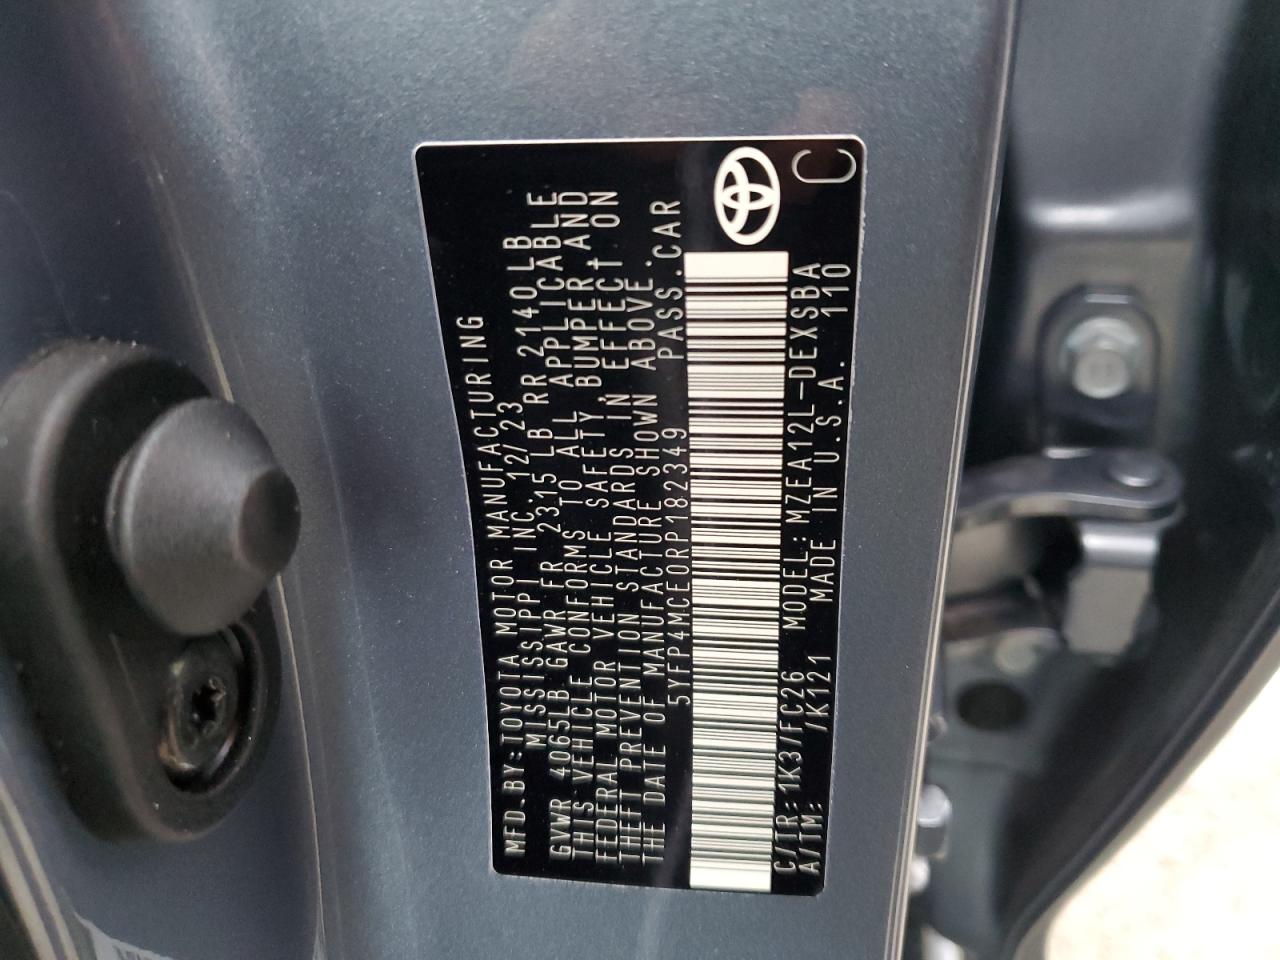 MFD.BY:TOYOTA MOTOR MANUFACTURING
MISSISSIPPI INC. 12/23
GVWR 4065LB GAWR FR 2315 LB RR 2140LB
THIS VEHICLE CONFORMS TO ALL APPLICABLE
FEDERAL MOTOR VEHICLE SAFETY, BUMPER AND
THEFT PREVENTION STANDARDS IN EFFECT ON
THE DATE OF MANUFACTURE SHOWN ABOVE.
5YFP4MCE0RP182349 PASS.CAR
C/TR:1K3/FC26 MODEL:MZEA12L-DEXSBA
A/TM: /K121 MADE IN U.S.A. 110
C